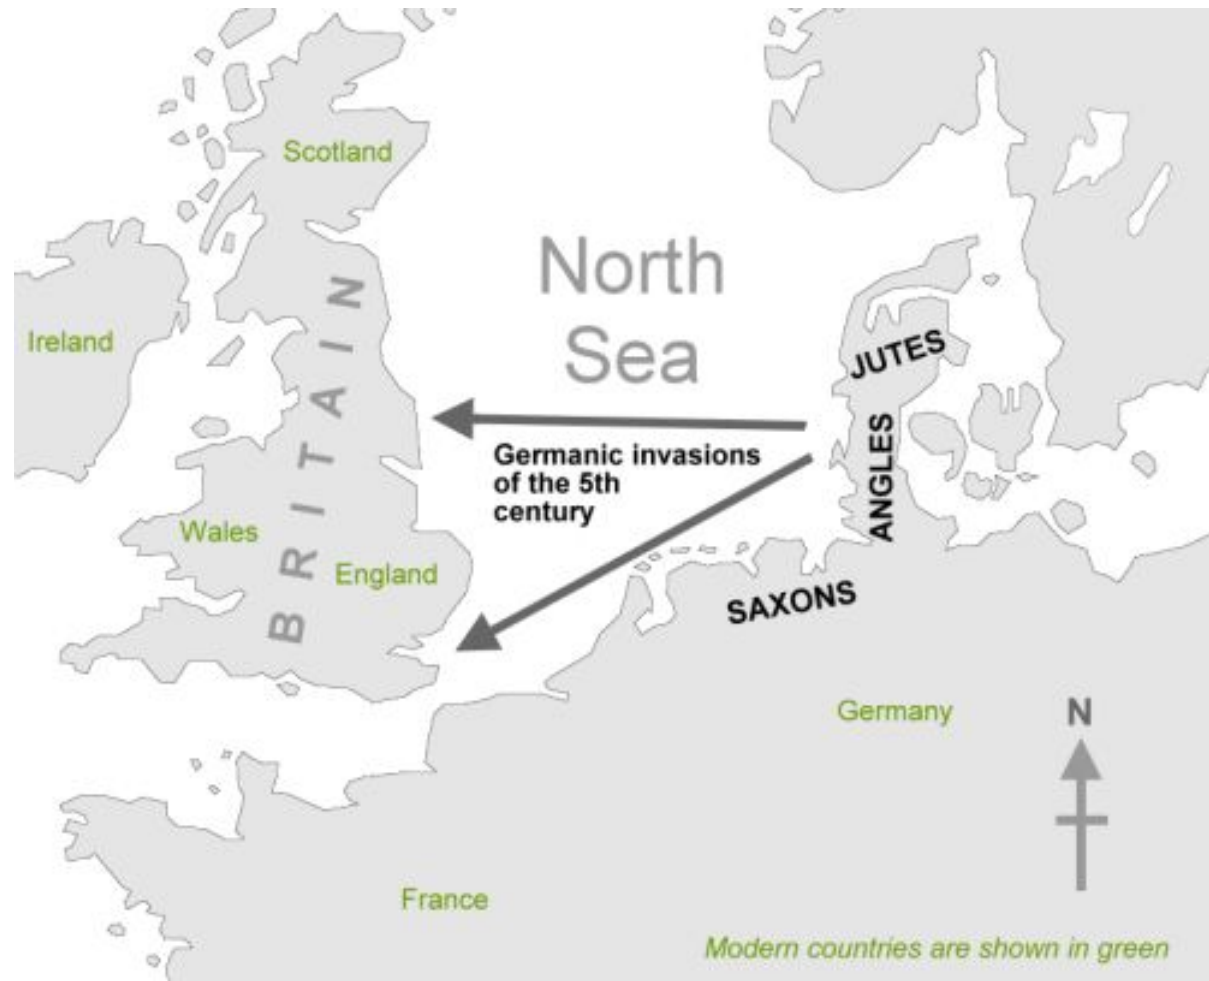 Scotland
North
Sea
BRITAIN
Ireland
JUTES
ANGLES
Germanic invasions
of the 5th
century
Wales
England
SAXONS
Germany
N
France
Modern countries are shown in green